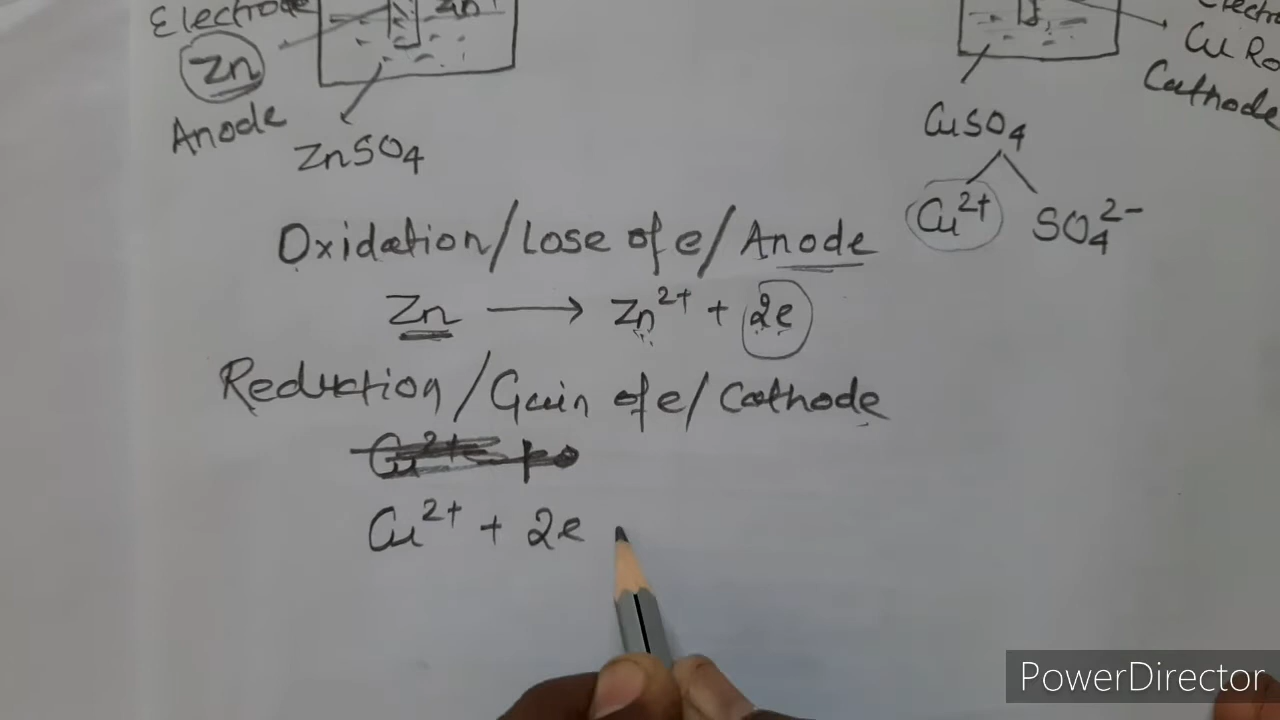 Electrode
Zn
Anode
ZnSO4
Cu Ro
Cathode
CuSO4
Cu²⁺ SO4²⁻
Oxidation/Lose of e/Anode
Zn ⟶ Zn²⁺ + 2e
Reduction/Gain of e/Cathode
Cu²⁺ + 2e
PowerDirector